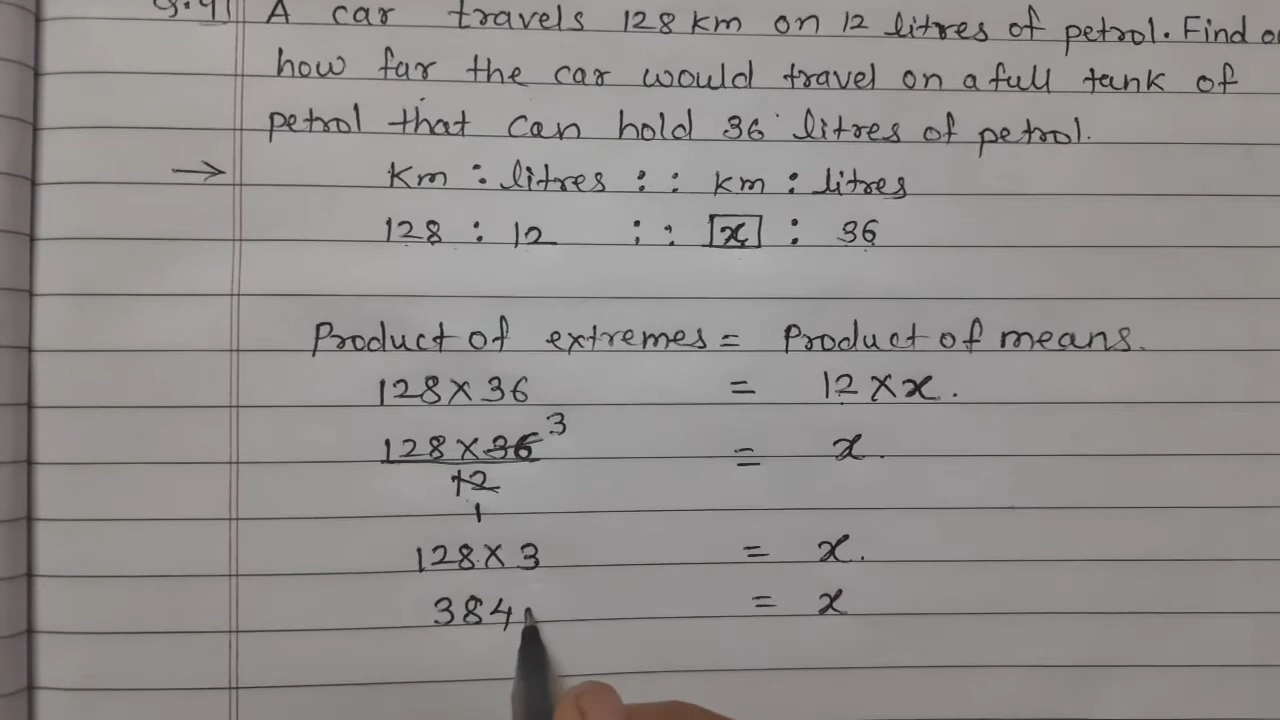 A car travels 128 km on 12 litres of petrol. Find
how far the car would travel on a full tank of
petrol that can hold 36 litres of petrol.
→ Km : litres : : km : litres
128 : 12 : : x : 36
Product of extremes = Product of means.
128 × 36 = 12 × x.
128 × 36 3 = x.
12
1
128 × 3 = x.
384 = x